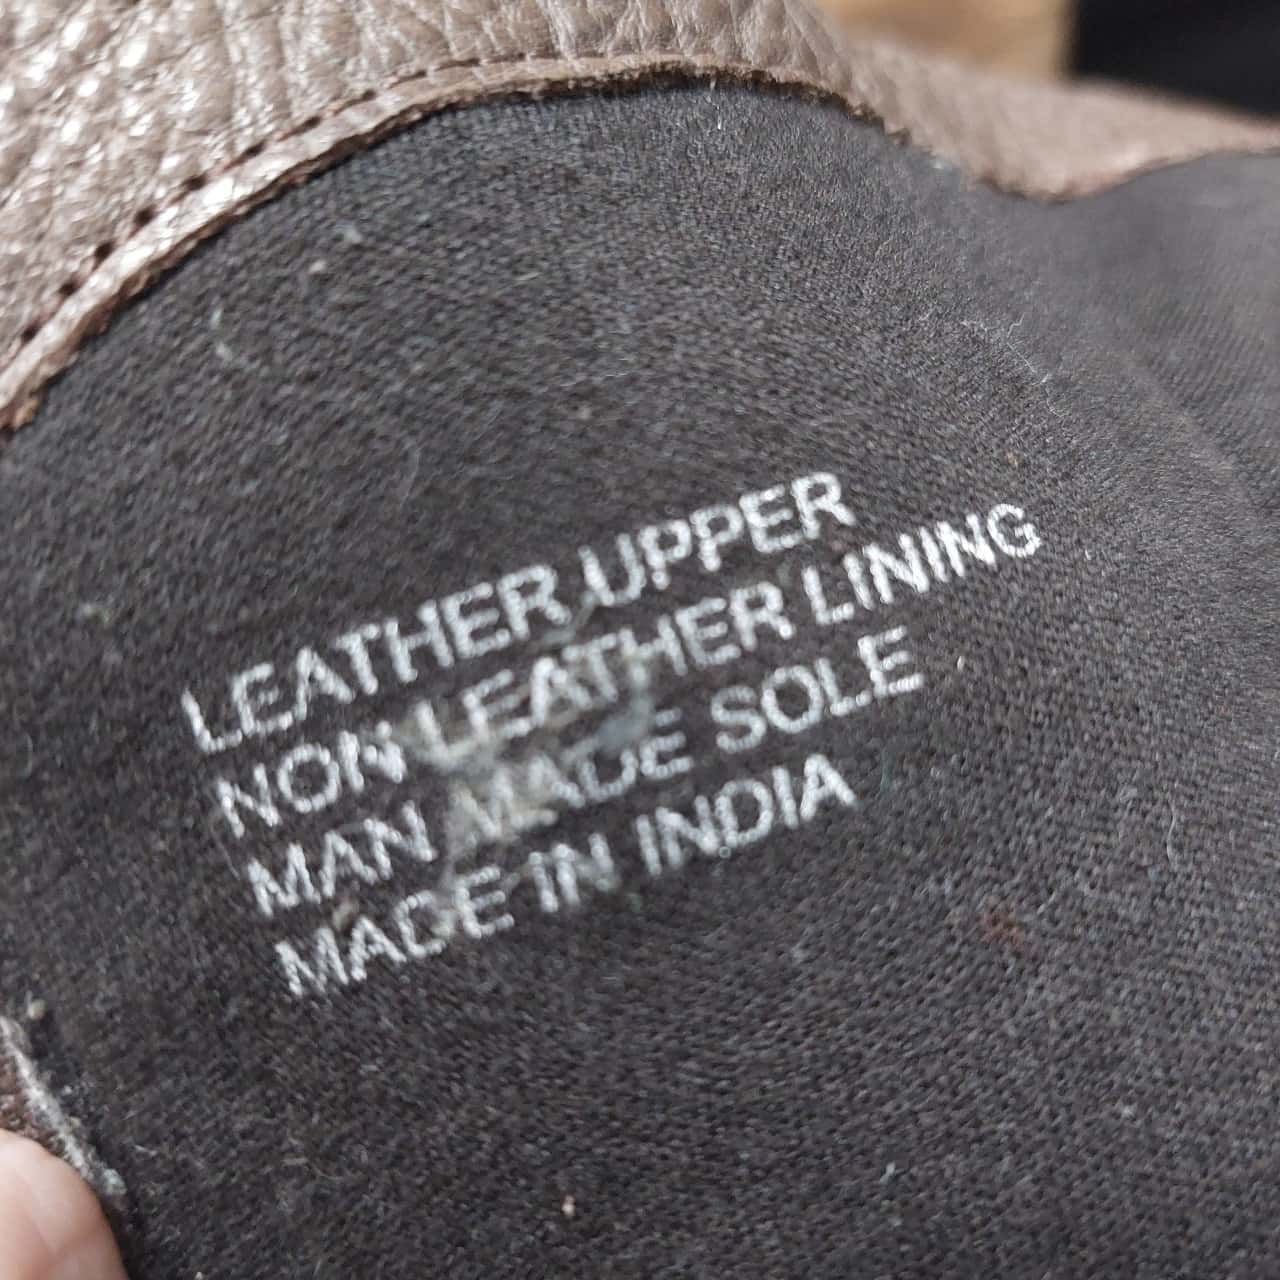 LEATHER UPPER
NON LEATHER LINING
MAN MADE SOLE
MADE IN INDIA